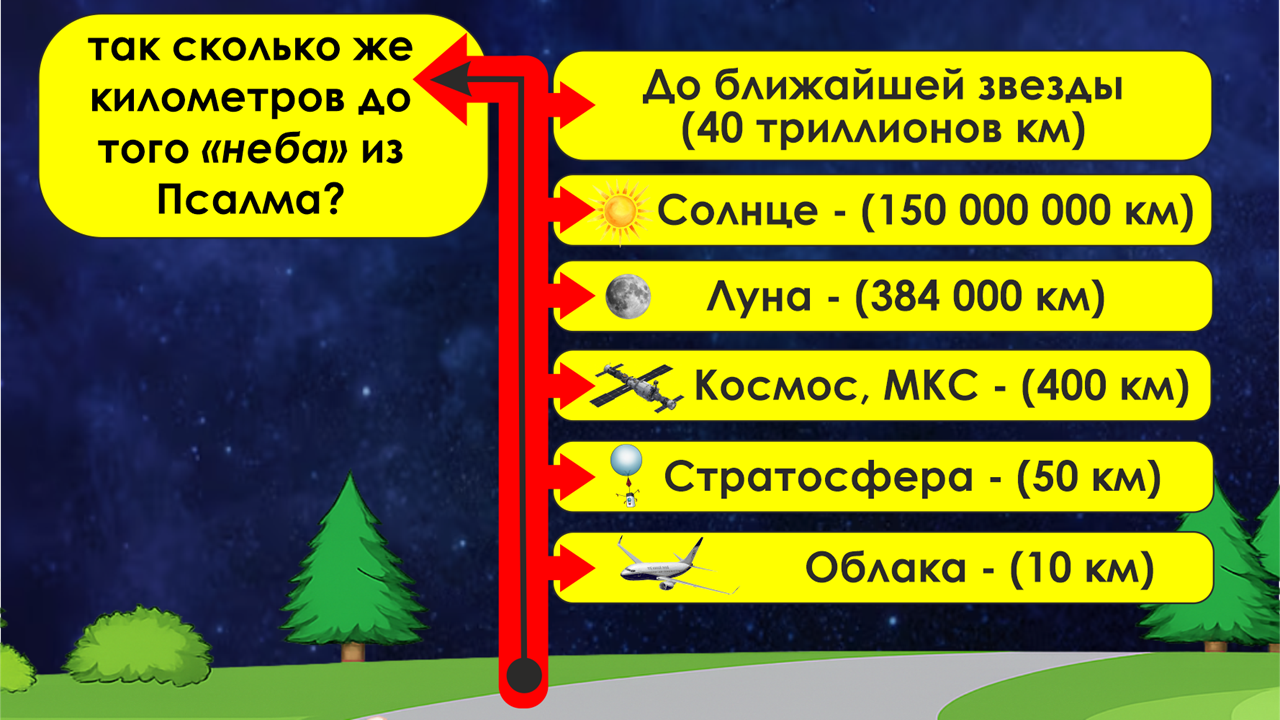 так сколько же
километров до
того «неба» из
Псалма?
До ближайшей звезды
(40 триллионов км)
Солнце - (150 000 000 км)
Луна - (384 000 км)
Космос, МКС - (400 км)
Стратосфера - (50 км)
Облака - (10 км)